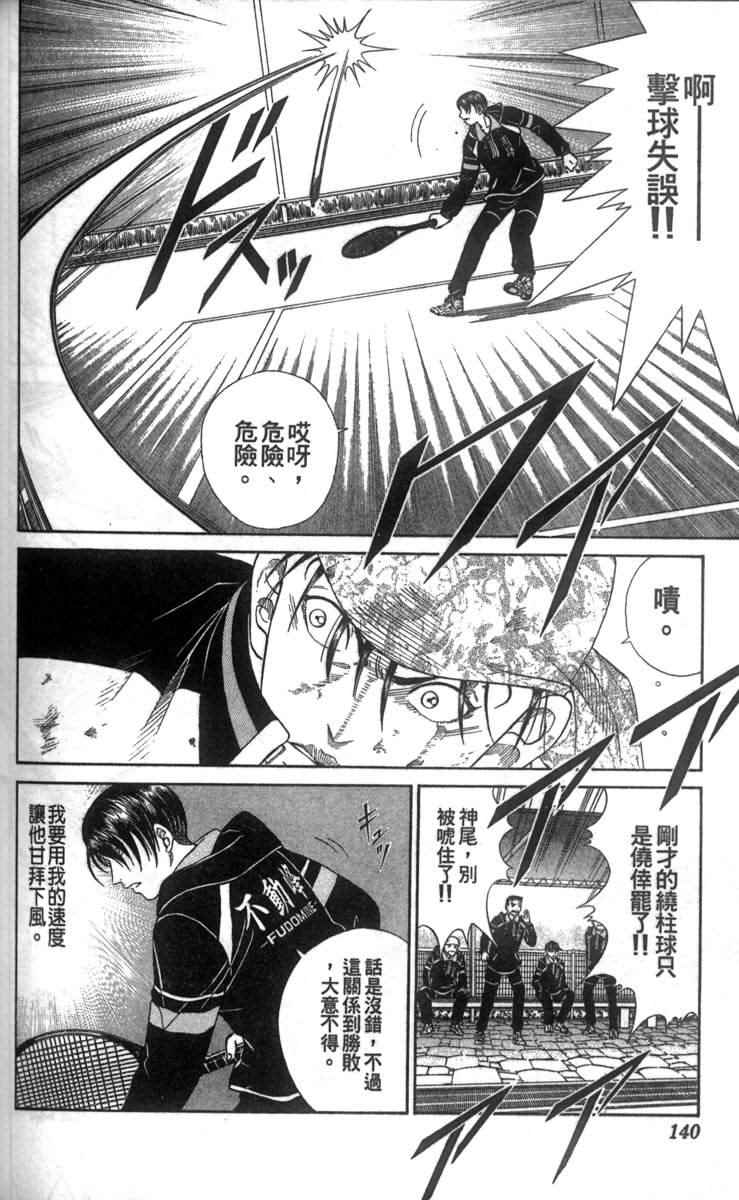 啊——
擊球失誤!!
哎呀，
危險、
危險。
ドドドドッ
嘖。
。
剛才的繞柱球只
是僥倖罷了!!
神尾，別
被唬住了!!
キュッ
不動峰
FUDOMINE
話是沒錯，不過
這關係到勝敗
，大意不得。
我要用我的速度
讓他甘拜下風。
140